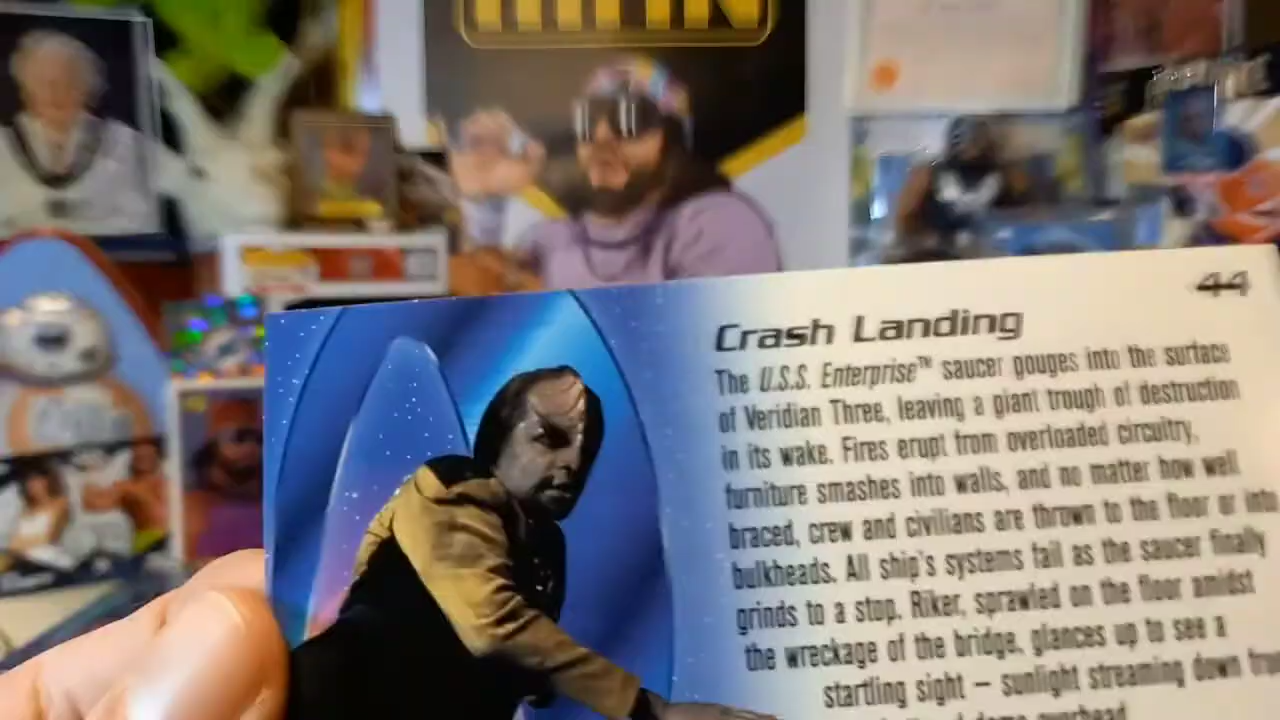 44
Crash Landing
The U.S.S. Enterprise™ saucer gouges into the surface
of Veridian Three, leaving a giant trough of destruction
in its wake. Fires erupt from overloaded circuitry,
furniture smashes into walls, and no matter how well
braced, crew and civilians are thrown to the floor or into
bulkheads. All ship's systems fail as the saucer finally
grinds to a stop. Riker, sprawled on the floor amidst
the wreckage of the bridge, glances up to see a
startling sight – sunlight streaming down
dome overhead